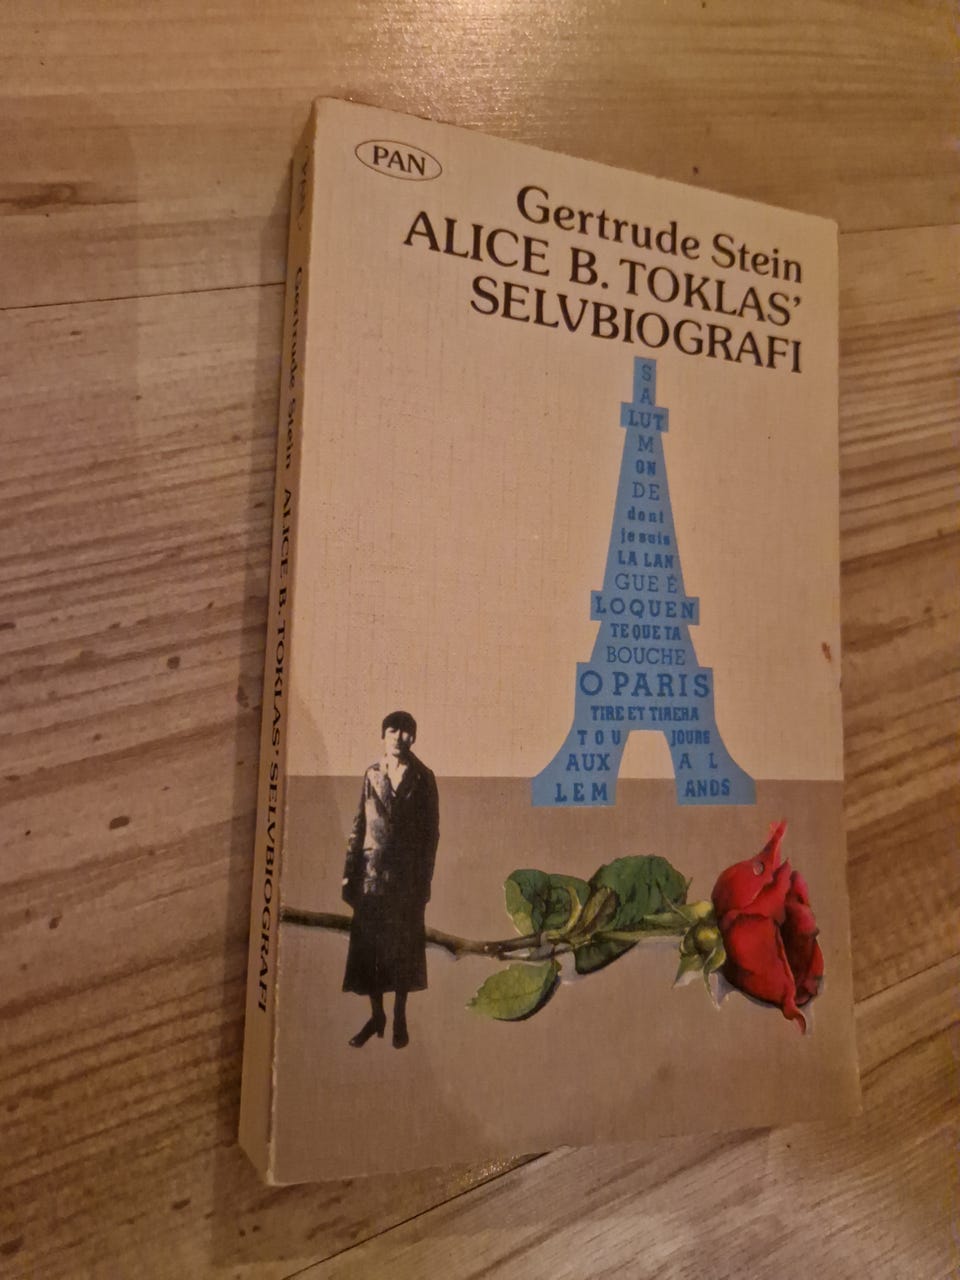 PAN
Gertrude Stein
ALICE B. TOKLAS'
SELVBIOGRAFI
S
A
LUT
M
ON
DE
dont
je suis
LA LAN
GUE É
LOQUEN
TE QUE TA
BOUCHE
O PARIS
TIRE ET TIRERA
TOU JOURS
AUX A L
LEM ANDS
Gertrude Stein ALICE B. TOKLAS' SELVBIOGRAFI